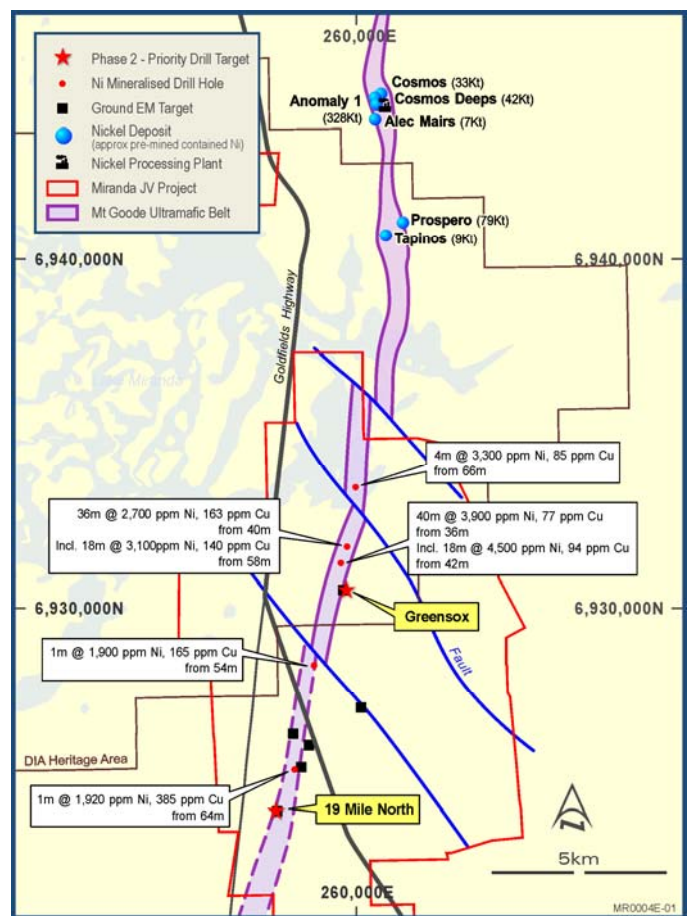 260,000E
Phase 2 - Priority Drill Target
Ni Mineralised Drill Hole
Ground EM Target
Nickel Deposit
(approx pre-mined contained Ni)
Nickel Processing Plant
Miranda JV Project
Mt Goode Ultramafic Belt
Cosmos (33Kt)
Anomaly 1
(328Kt)
Cosmos Deeps (42Kt)
Alec Mairs (7Kt)
Prospero (79Kt)
Tapinos (9Kt)
6,940,000N
6,940,000N
Goldfields Highway
Lake Miranda
4m @ 3,300 ppm Ni, 85 ppm Cu
from 66m
36m @ 2,700 ppm Ni, 163 ppm Cu
from 40m
Incl. 18m @ 3,100ppm Ni, 140 ppm Cu
from 58m
40m @ 3,900 ppm Ni, 77 ppm Cu
from 36m
Incl. 18m @ 4,500 ppm Ni, 94 ppm Cu
from 42m
6,930,000N
6,930,000N
Greensox
1m @ 1,900 ppm Ni, 165 ppm Cu
from 54m
Fault
DIA Heritage Area
1m @ 1,920 ppm Ni, 385 ppm Cu
from 64m
19 Mile North
5km
260,000E
MR0004E-01